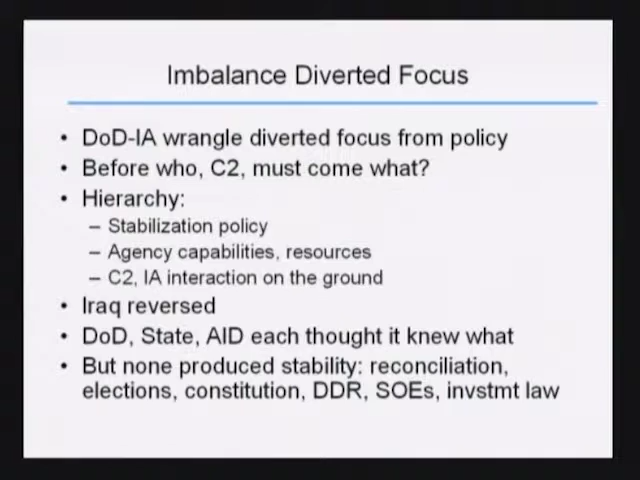 Imbalance Diverted Focus
• DoD-IA wrangle diverted focus from policy
• Before who, C2, must come what?
• Hierarchy:
– Stabilization policy
– Agency capabilities, resources
– C2, IA interaction on the ground
• Iraq reversed
• DoD, State, AID each thought it knew what
• But none produced stability: reconciliation,
elections, constitution, DDR, SOEs, invstmt law